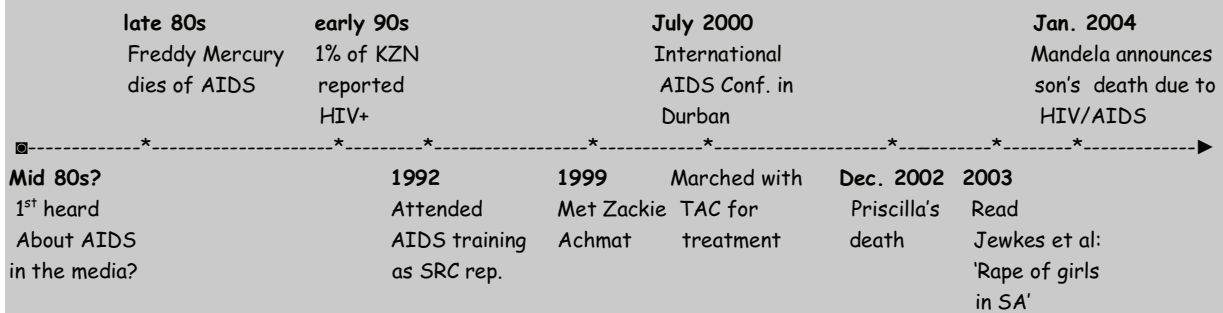 late 80s early 90s July 2000 Jan. 2004
Freddy Mercury 1% of KZN International Mandela announces
dies of AIDS reported AIDS Conf. in son's death due to
HIV+ Durban HIV/AIDS
◙-------------*---------------------*----------*-------------------*-------------*---------------------*-----------*---------*-------------►
Mid 80s? 1992 1999 Marched with Dec. 2002 2003
1st heard Attended Met Zackie TAC for Priscilla's Read
About AIDS AIDS training Achmat treatment death Jewkes et al:
in the media? as SRC rep. 'Rape of girls
in SA'